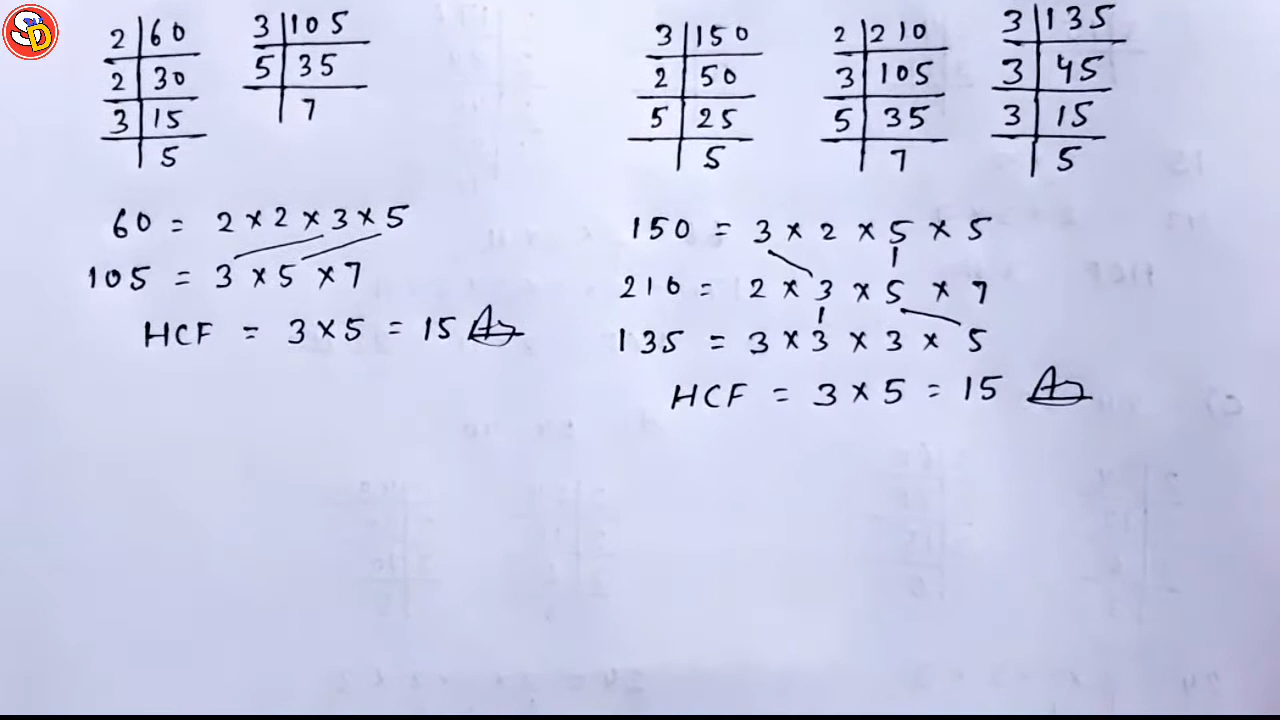 SD
2 | 60
2 | 30
3 | 15
5
3 | 105
5 | 35
7
60 = 2 × 2 × 3 × 5
105 = 3 × 5 × 7
HCF = 3 × 5 = 15 Ans
3 | 150
2 | 50
5 | 25
5
2 | 210
3 | 105
5 | 35
7
3 | 135
3 | 45
3 | 15
5
150 = 3 × 2 × 5 × 5
210 = 2 × 3 × 5 × 7
135 = 3 × 3 × 3 × 5
HCF = 3 × 5 = 15 Ans